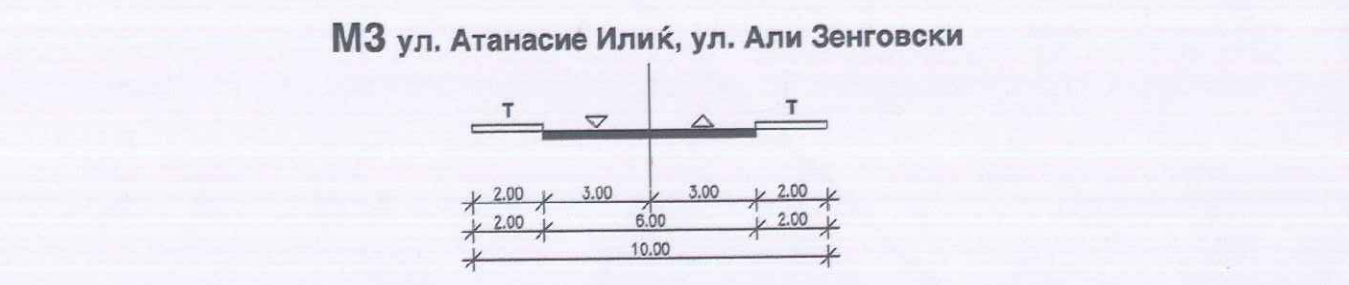 М3 ул. Атанасие Илиќ, ул. Али Зенговски
Т Т
2.00 3.00 3.00 2.00
2.00 6.00 2.00
10.00